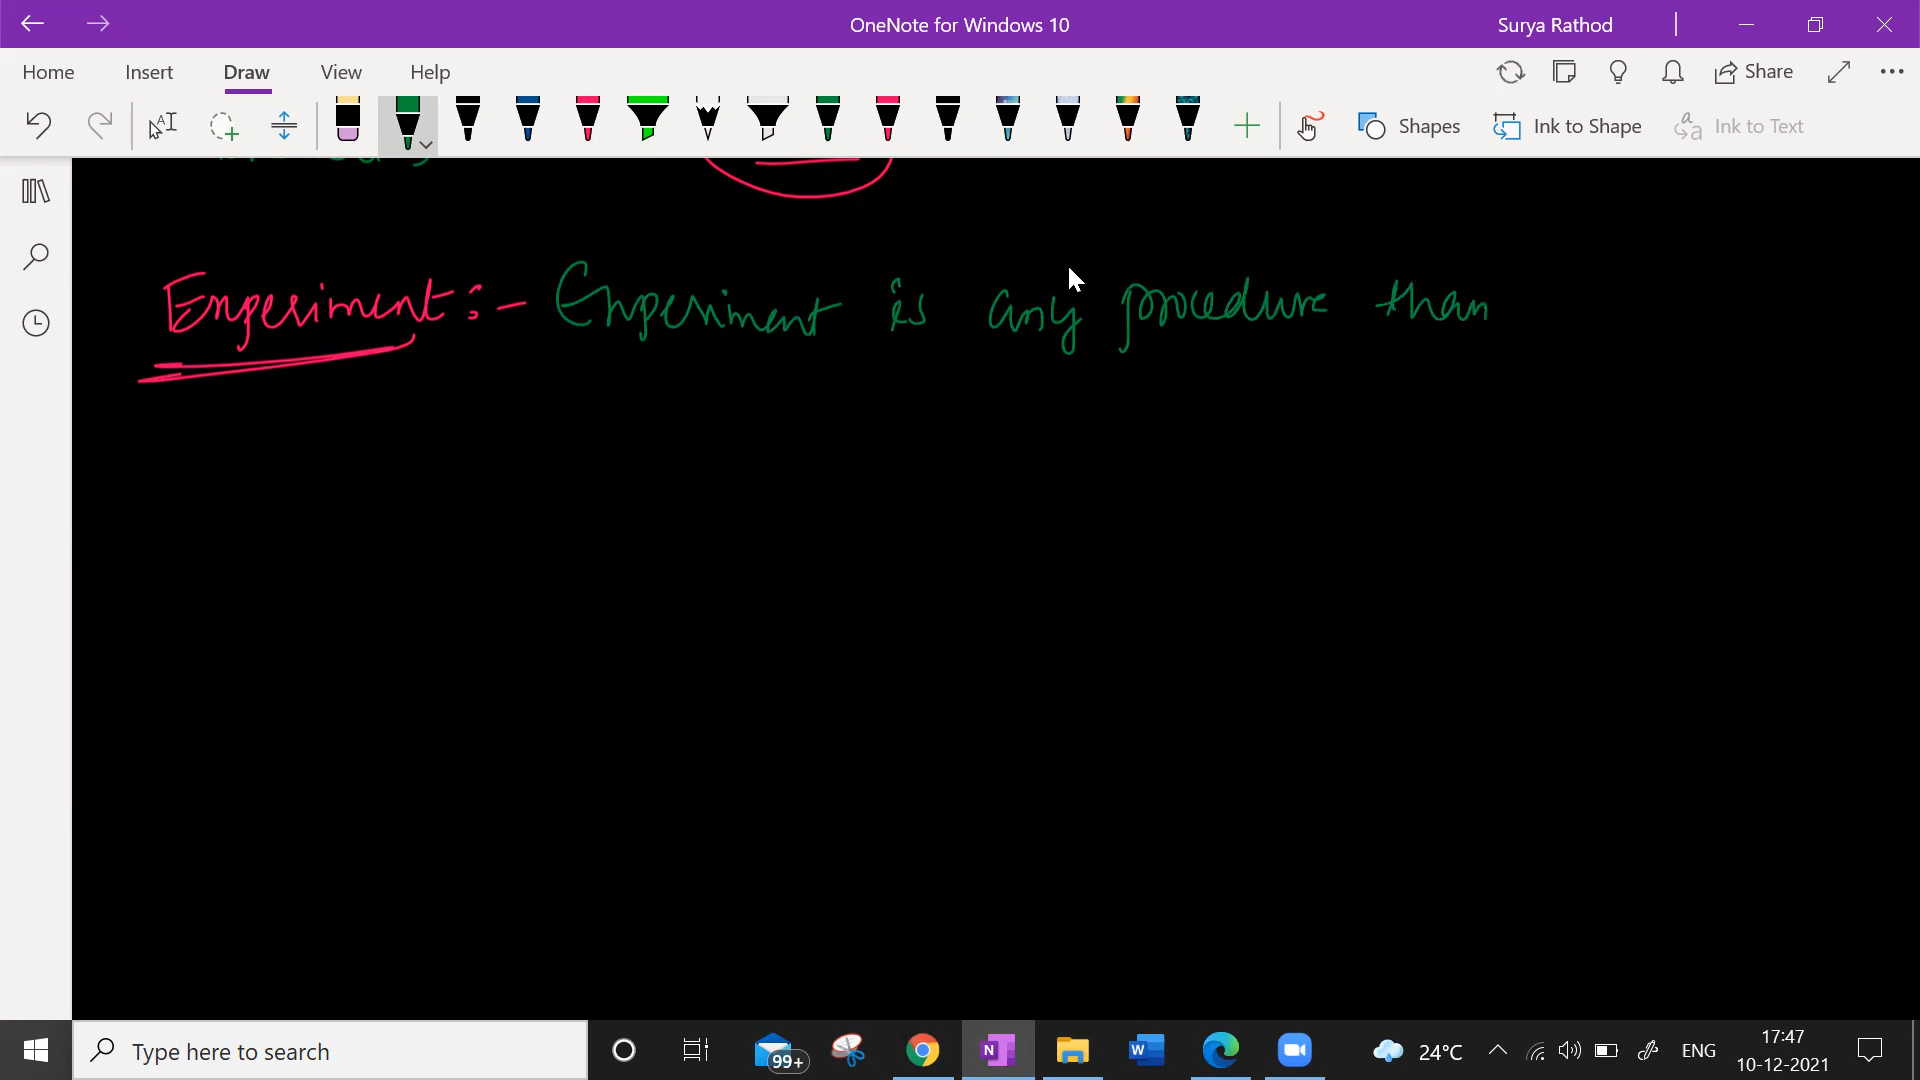 OneNote for Windows 10
Surya Rathod
Home Insert Draw View Help
Share
Shapes Ink to Shape Ink to Text
Experiment :- Experiment is any procedure than
Type here to search
99+
24°C
ENG
17:47
10-12-2021